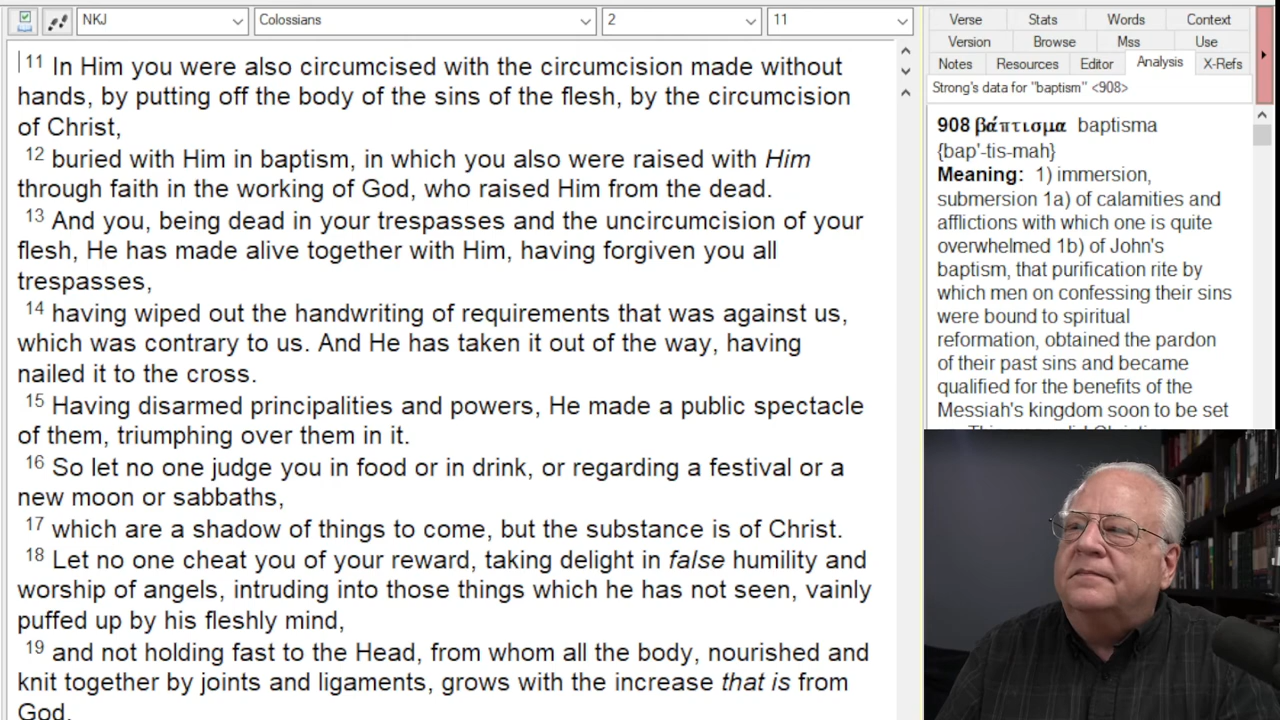 NKJ Colossians 2 11
11 In Him you were also circumcised with the circumcision made without
hands, by putting off the body of the sins of the flesh, by the circumcision
of Christ,
12 buried with Him in baptism, in which you also were raised with Him
through faith in the working of God, who raised Him from the dead.
13 And you, being dead in your trespasses and the uncircumcision of your
flesh, He has made alive together with Him, having forgiven you all
trespasses,
14 having wiped out the handwriting of requirements that was against us,
which was contrary to us. And He has taken it out of the way, having
nailed it to the cross.
15 Having disarmed principalities and powers, He made a public spectacle
of them, triumphing over them in it.
16 So let no one judge you in food or in drink, or regarding a festival or a
new moon or sabbaths,
17 which are a shadow of things to come, but the substance is of Christ.
18 Let no one cheat you of your reward, taking delight in false humility and
worship of angels, intruding into those things which he has not seen, vainly
puffed up by his fleshly mind,
19 and not holding fast to the Head, from whom all the body, nourished and
knit together by joints and ligaments, grows with the increase that is from
God.
Verse Stats Words Context
Version Browse Mss Use
Notes Resources Editor Analysis X-Refs
Strong's data for "baptism" <908>
908 βάπτισμα baptisma
{bap'-tis-mah}
Meaning: 1) immersion,
submersion 1a) of calamities and
afflictions with which one is quite
overwhelmed 1b) of John's
baptism, that purification rite by
which men on confessing their sins
were bound to spiritual
reformation, obtained the pardon
of their past sins and became
qualified for the benefits of the
Messiah's kingdom soon to be set